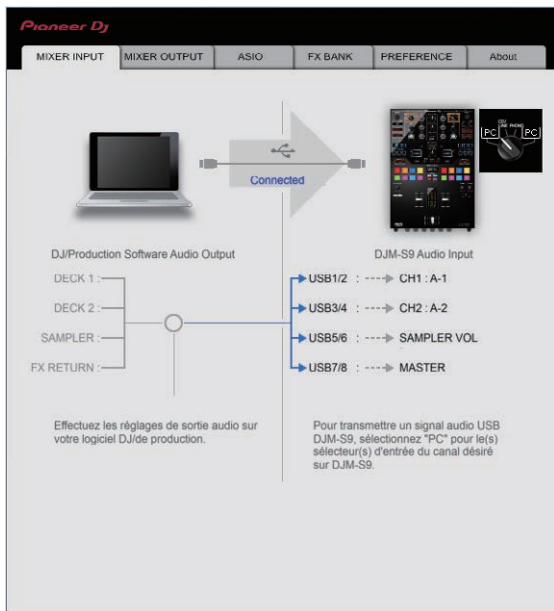 Pioneer Dj
MIXER INPUT MIXER OUTPUT ASIO FX BANK PREFERENCE About
PC LINE PHONO PC
Connected
DJ/Production Software Audio Output
DJM-S9 Audio Input
DECK 1 :
DECK 2 :
SAMPLER :
FX RETURN :
USB1/2 : CH1 : A-1
USB3/4 : CH2 : A-2
USB5/6 : SAMPLER VOL
USB7/8 : MASTER
Effectuez les réglages de sortie audio sur
votre logiciel DJ/de production.
Pour transmettre un signal audio USB
DJM-S9, sélectionnez "PC" pour le(s)
sélecteur(s) d'entrée du canal désiré
sur DJM-S9.